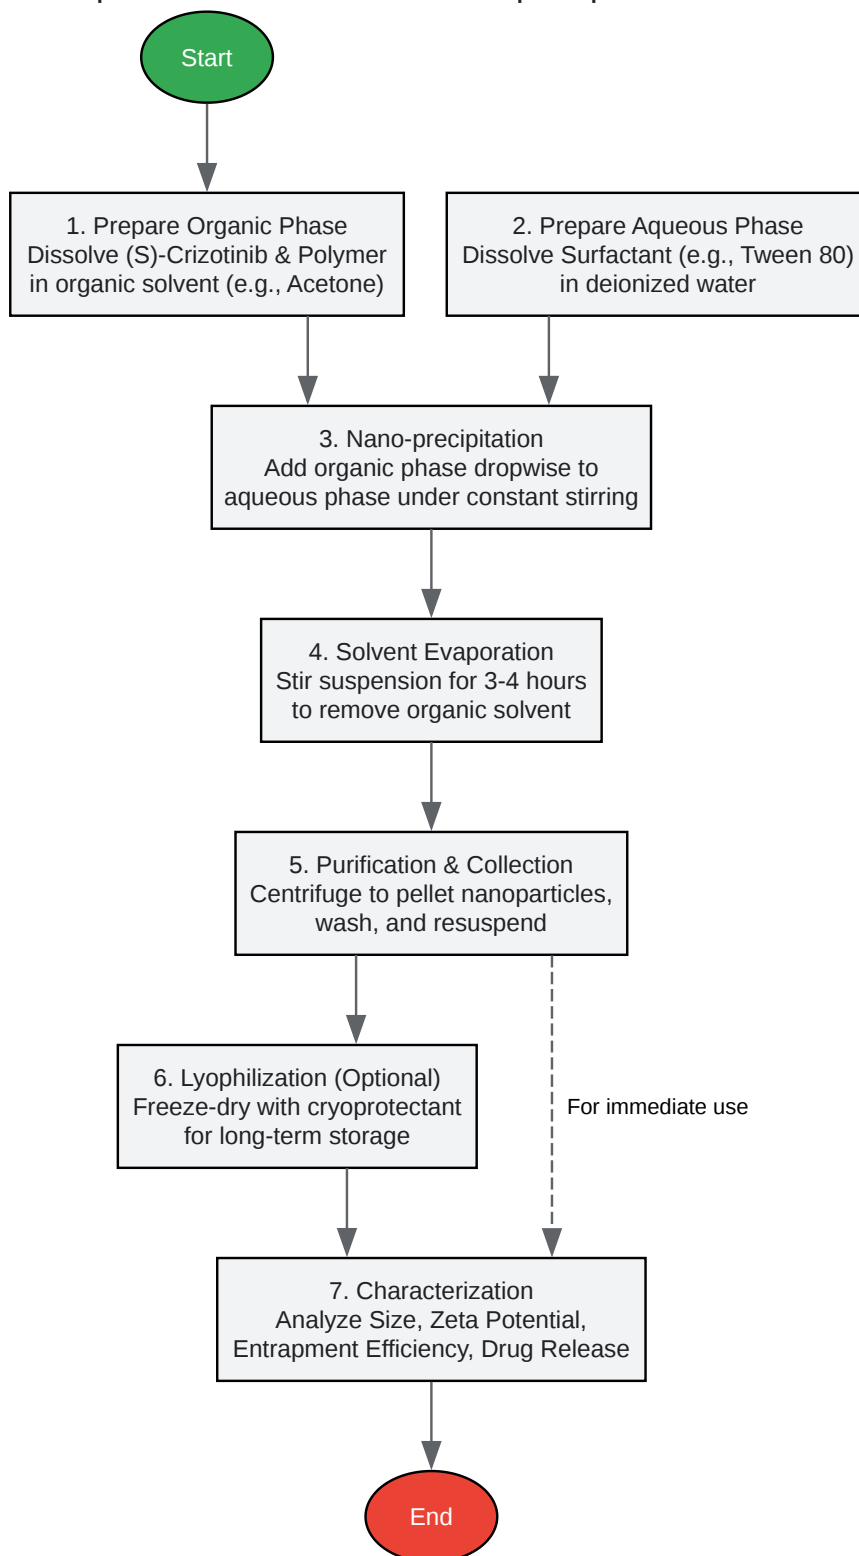 Start
1. Prepare Organic Phase
Dissolve (S)-Crizotinib & Polymer
in organic solvent (e.g., Acetone)
2. Prepare Aqueous Phase
Dissolve Surfactant (e.g., Tween 80)
in deionized water
3. Nano-precipitation
Add organic phase dropwise to
aqueous phase under constant stirring
4. Solvent Evaporation
Stir suspension for 3-4 hours
to remove organic solvent
5. Purification & Collection
Centrifuge to pellet nanoparticles,
wash, and resuspend
6. Lyophilization (Optional)
Freeze-dry with cryoprotectant
for long-term storage
For immediate use
7. Characterization
Analyze Size, Zeta Potential,
Entrapment Efficiency, Drug Release
End